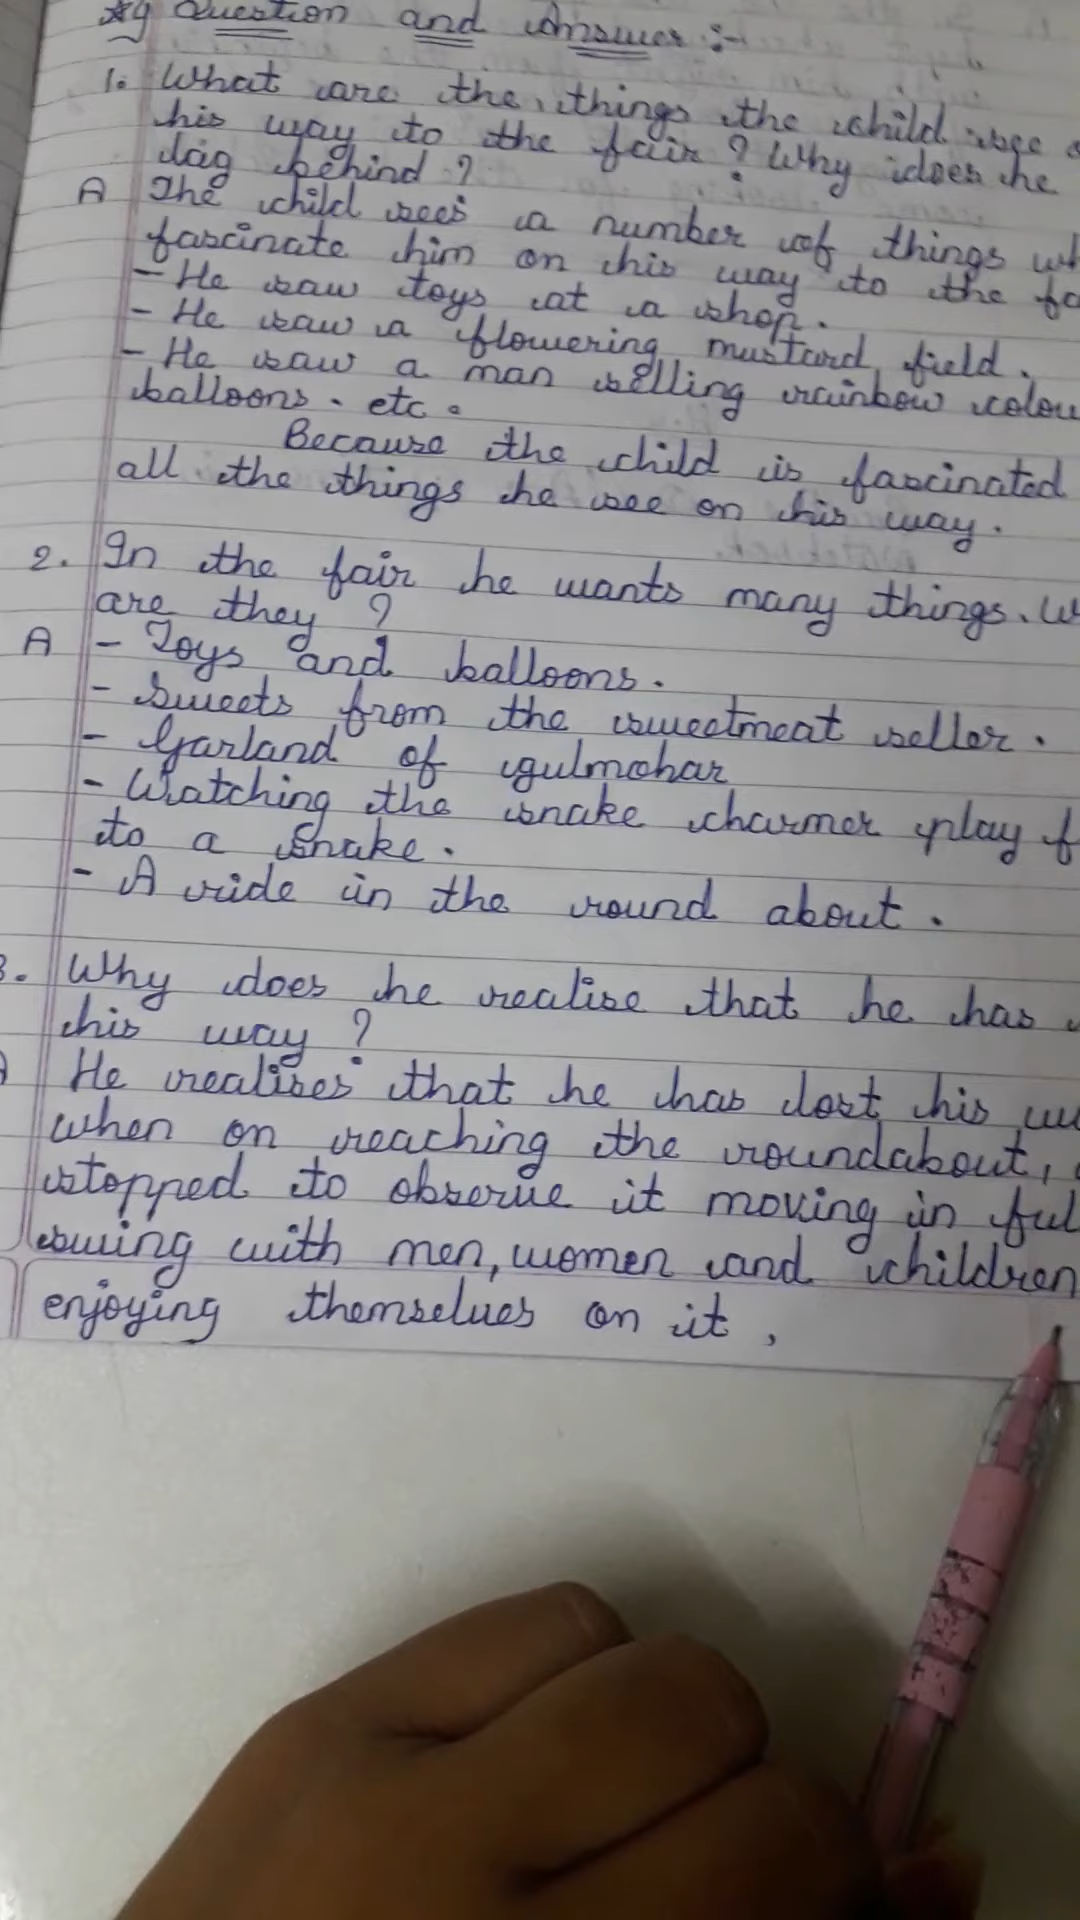 Question and Answer :-
1. What are the things the child see
his way to the fair ? Why does he
lag behind ?
A The child sees a number of things
fascinate him on his way to the
- He saw toys at a shop.
- He saw a flowering mustard field.
- He saw a man selling rainbow
balloons. etc.
Because the child is fascinated
all the things he see on his way.
2. In the fair he wants many things.
are they ?
A - Toys and balloons.
- Sweets from the sweetmeat seller.
- Garland of gulmohar
- Watching the snake charmer play
to a snake.
- A ride in the round about.
3. Why does he realise that he has
his way ?
He realises that he has lost his
when on reaching the roundabout,
stopped to observe it moving in
swing with men, women and children
enjoying themselves on it,